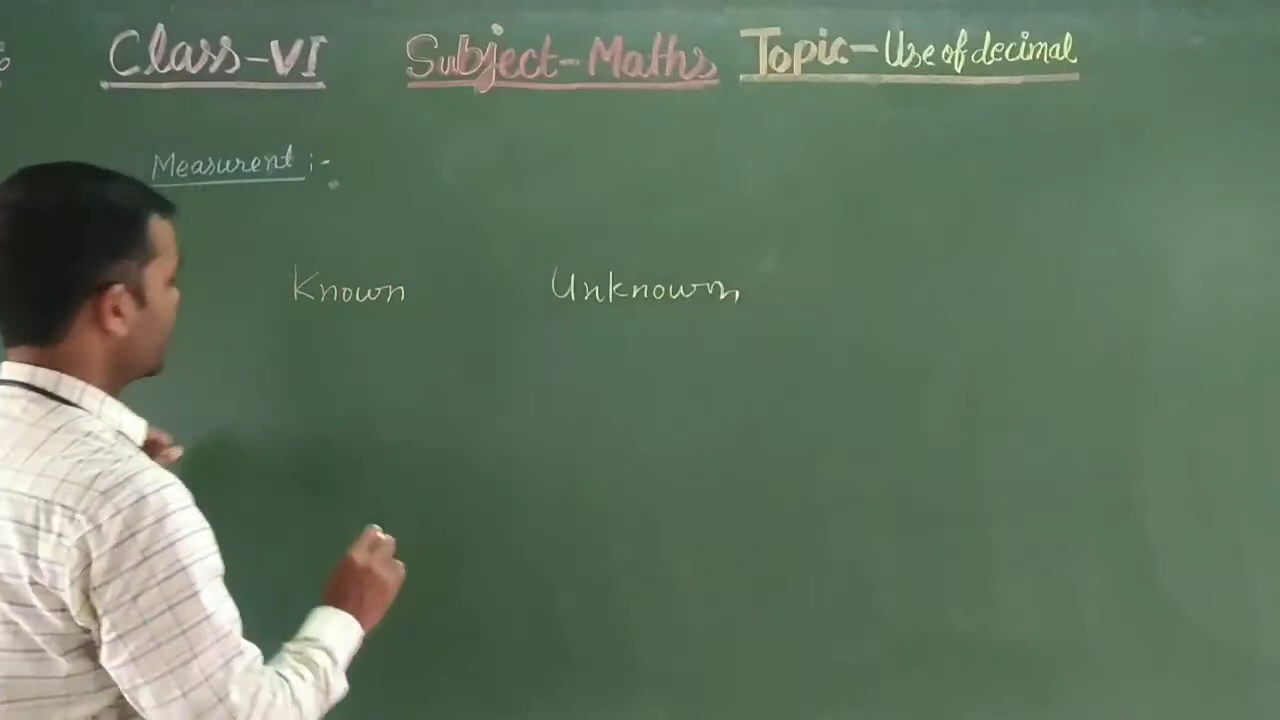 Class-VI Subject-Maths Topic-Use of decimal
Measurent :-
Known Unknown